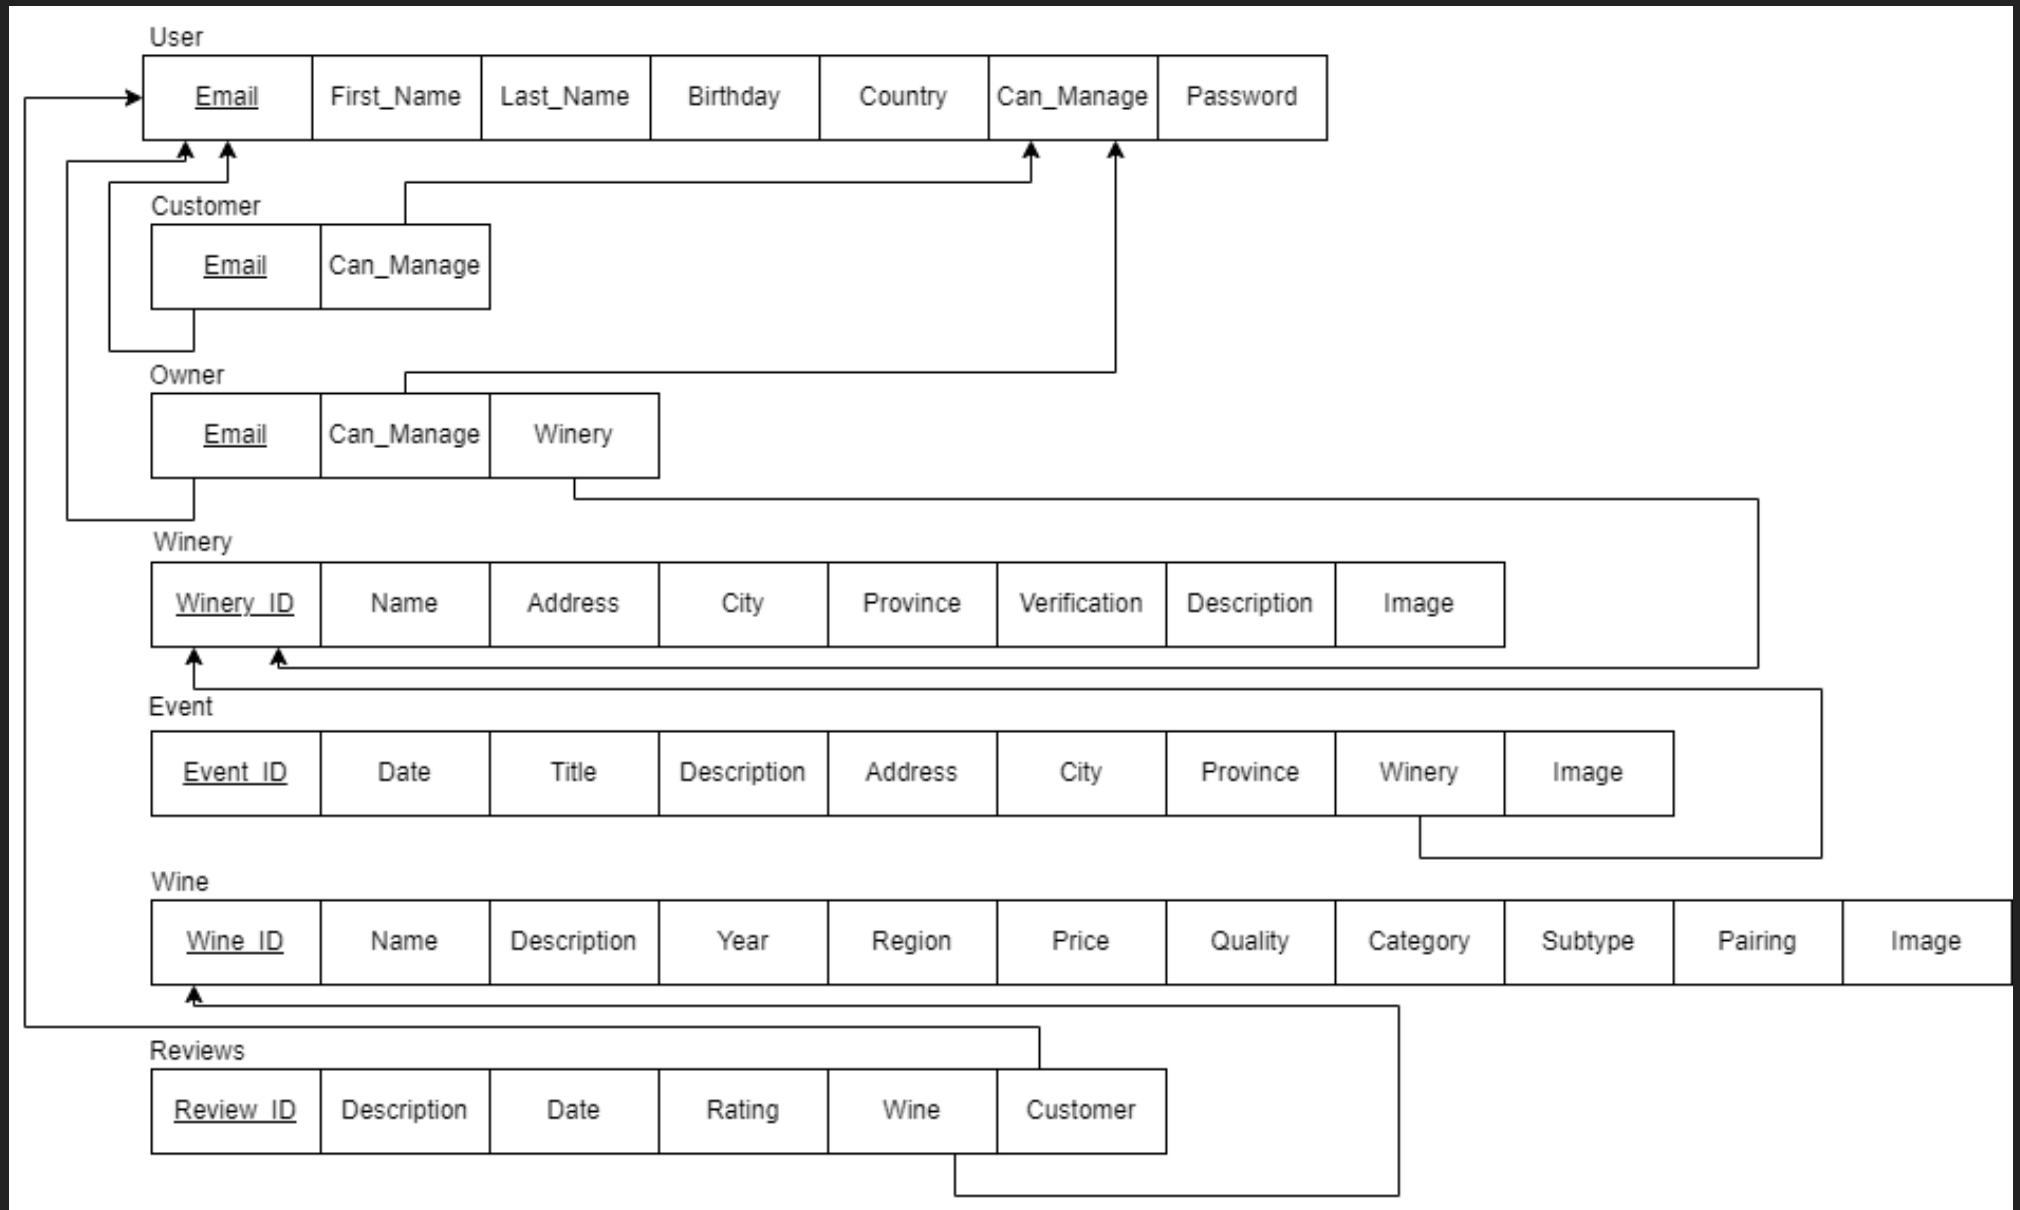 User
Email First_Name Last_Name Birthday Country Can_Manage Password
Customer
Email Can_Manage
Owner
Email Can_Manage Winery
Winery
Winery_ID Name Address City Province Verification Description Image
Event
Event_ID Date Title Description Address City Province Winery Image
Wine
Wine_ID Name Description Year Region Price Quality Category Subtype Pairing Image
Reviews
Review_ID Description Date Rating Wine Customer